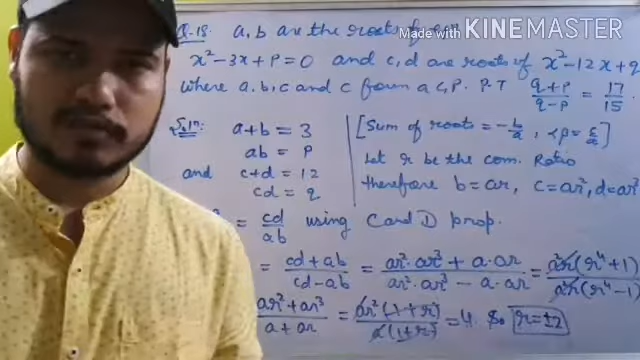 Made with KINEMASTER
Q-18. a, b are the roots of
x² - 3x + P = 0 and c, d are roots of x² - 12x + q
where a, b, c and c form a G.P. P.T q+p/q-p = 17/15
Soln. a+b = 3 [Sum of roots = -b/a, αβ = c/a]
ab = P Let r be the com. Ratio
and c+d = 12 therefore b = ar, c = ar², d = ar³
cd = q
= cd/ab using C and D prop.
= cd+ab/cd-ab = ar²·ar³ + a·ar/ar²·ar³ - a·ar = a²r(r⁴+1)/a²r(r⁴-1)
ar²+ar³/a+ar = ar²(1+r)/a(1+r) = 4 So r=±2